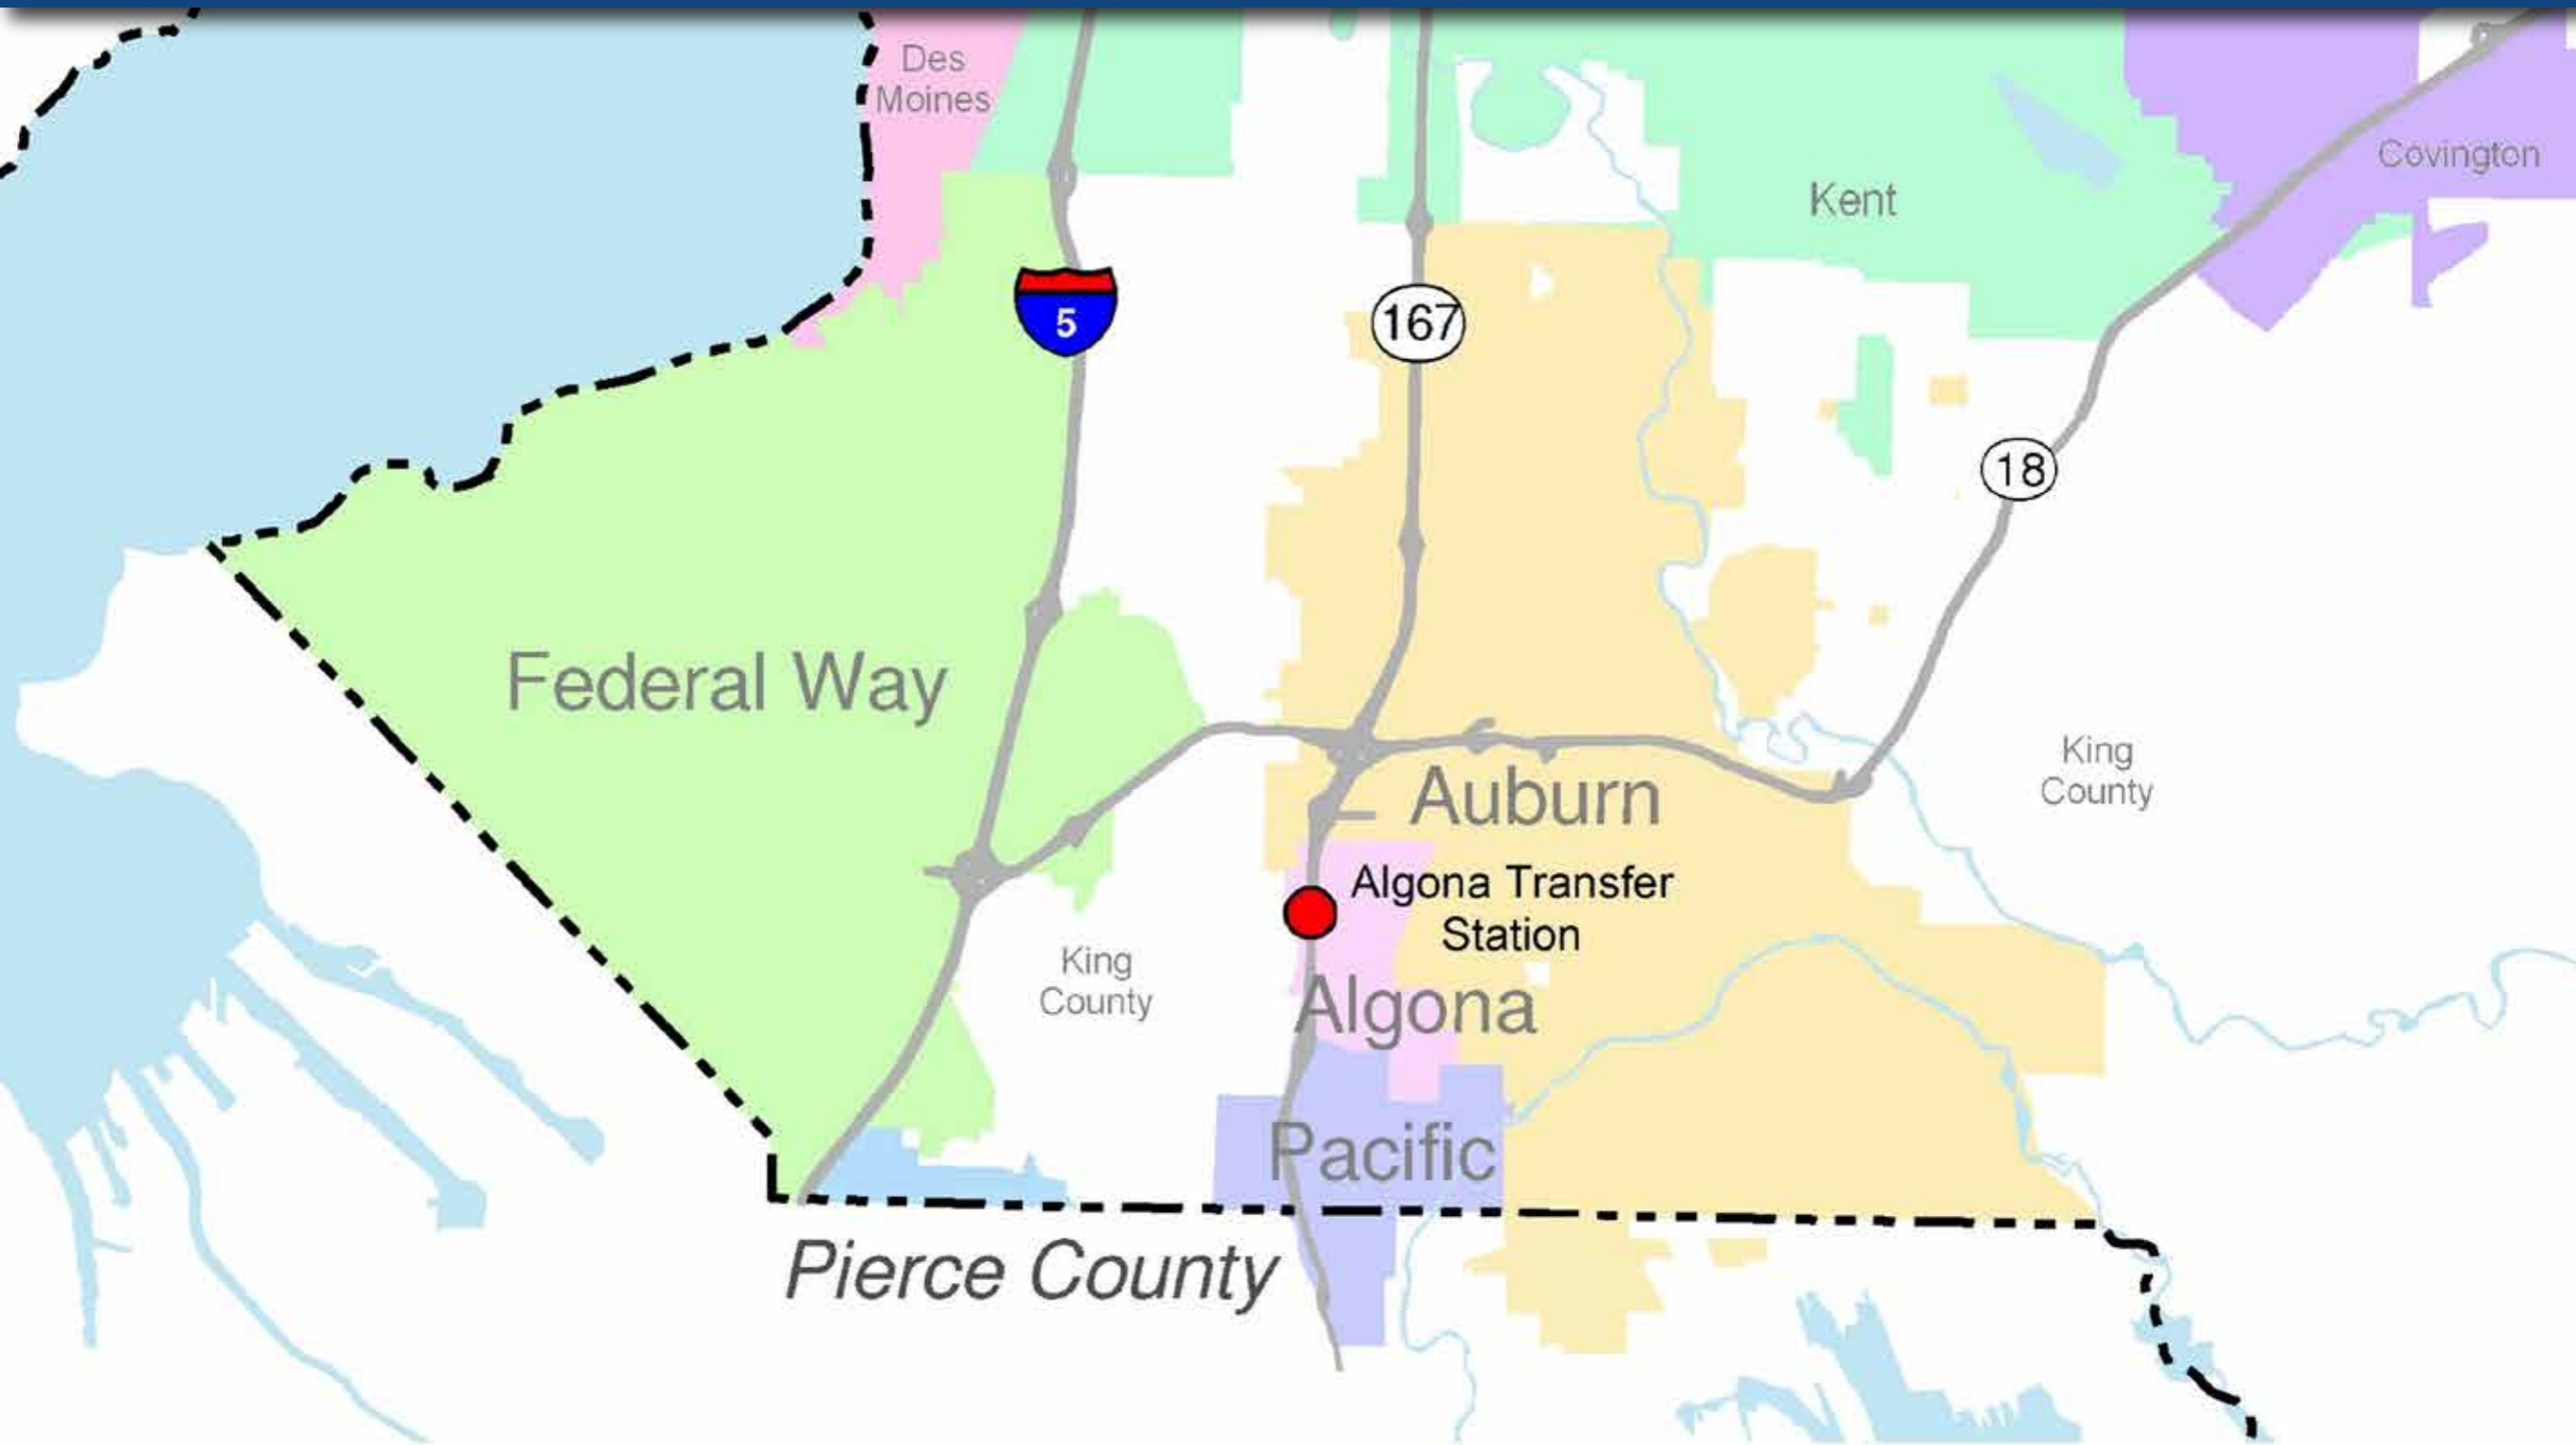 Des
Moines
Covington
Kent
5
167
18
Federal Way
King
County
Auburn
Algona Transfer
Station
King
County
Algona
Pacific
Pierce County